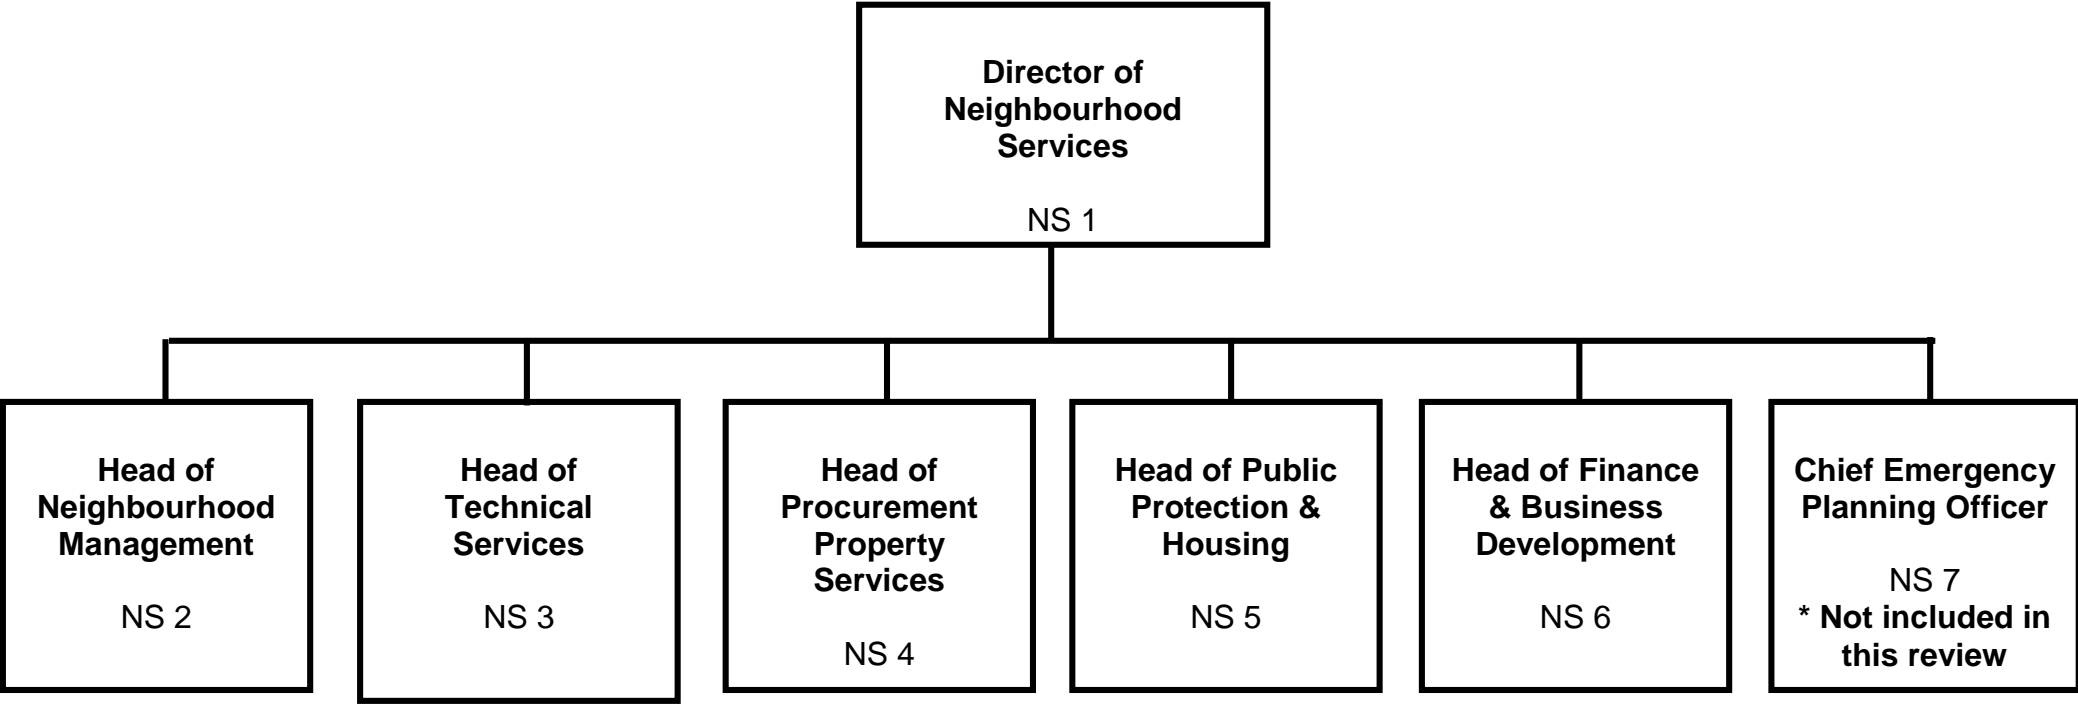 Director of
Neighbourhood
Services
NS 1
Head of
Neighbourhood
Management
NS 2
Head of
Technical
Services
NS 3
Head of
Procurement
Property
Services
NS 4
Head of Public
Protection &
Housing
NS 5
Head of Finance
& Business
Development
NS 6
Chief Emergency
Planning Officer
NS 7
* Not included in
this review